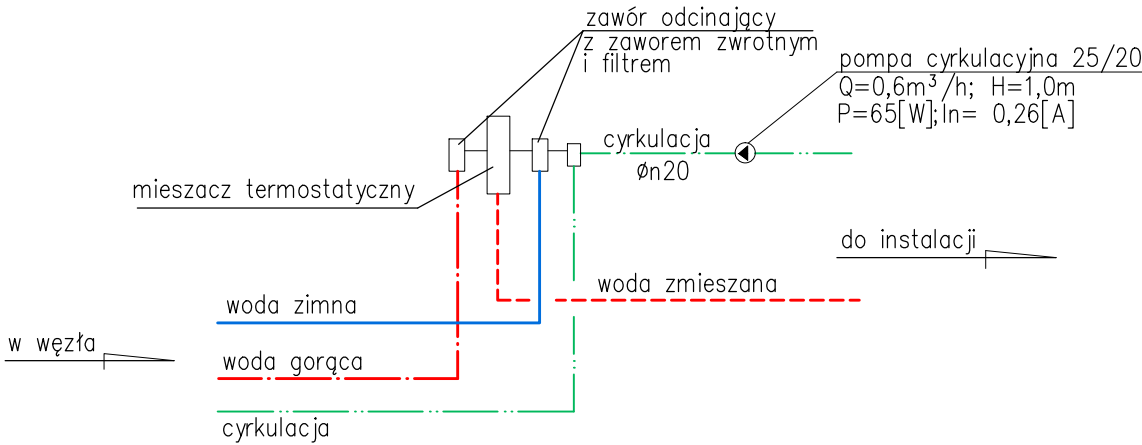 zawór odcinający
z zaworem zwrotnym
i filtrem
pompa cyrkulacyjna 25/20
Q=0,6m³/h; H=1,0m
P=65[W];In= 0,26[A]
cyrkulacja
øn20
mieszacz termostatyczny
do instalacji
woda zmieszana
woda zimna
w węzła
woda gorąca
cyrkulacja